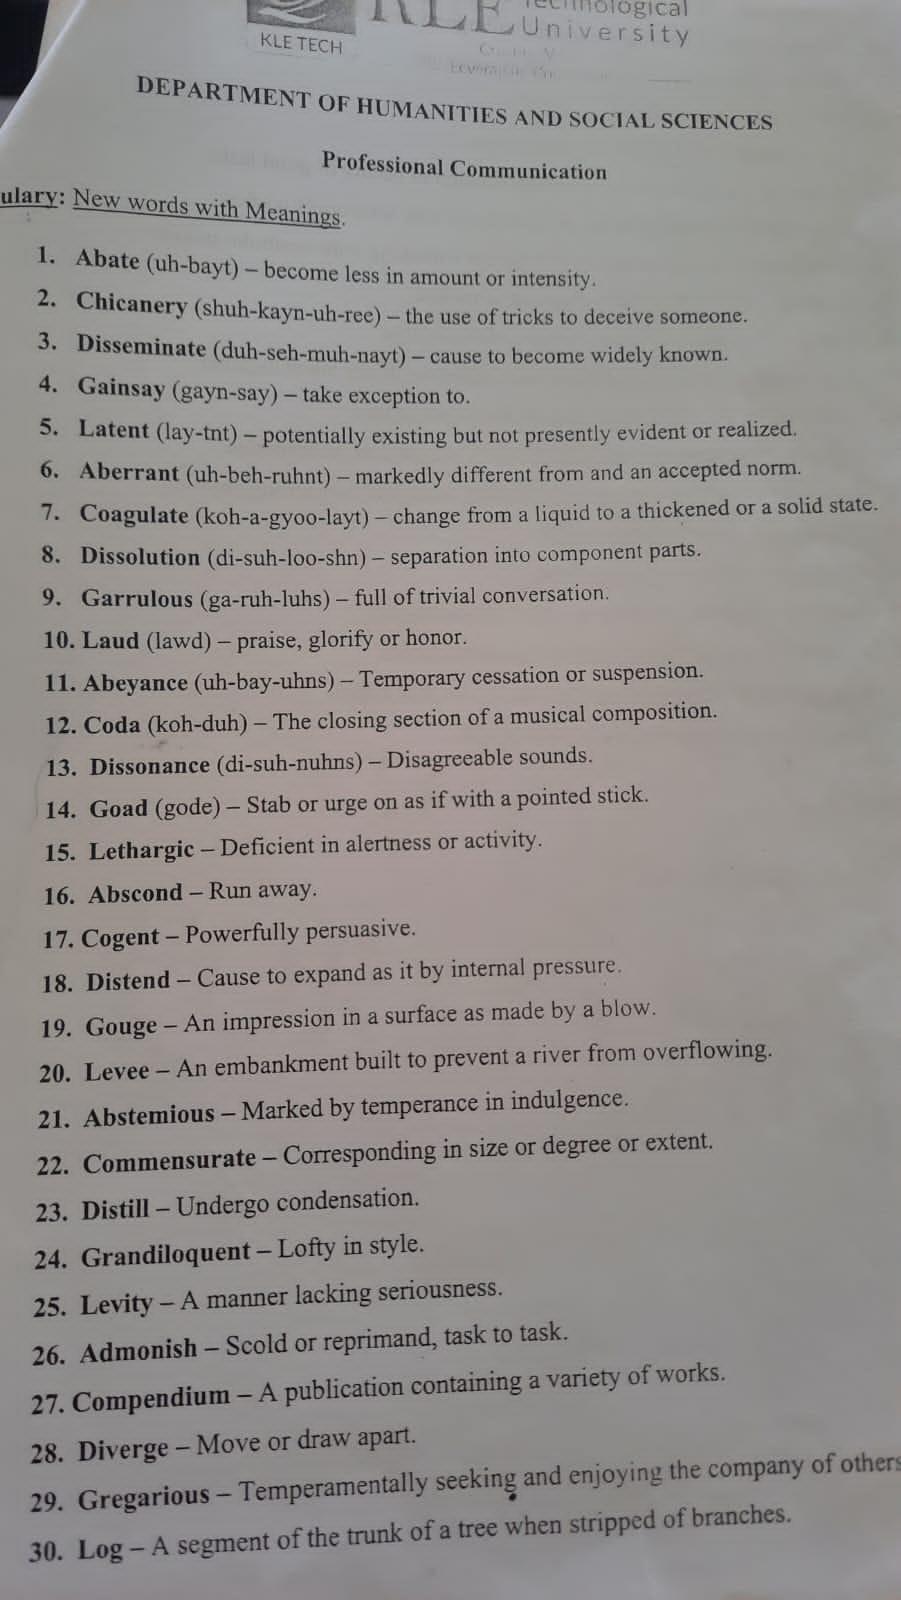 KLE Technological
University
KLE TECH
DEPARTMENT OF HUMANITIES AND SOCIAL SCIENCES
Professional Communication
ulary: New words with Meanings.
1. Abate (uh-bayt) – become less in amount or intensity.
2. Chicanery (shuh-kayn-uh-ree) – the use of tricks to deceive someone.
3. Disseminate (duh-seh-muh-nayt) – cause to become widely known.
4. Gainsay (gayn-say) – take exception to.
5. Latent (lay-tnt) – potentially existing but not presently evident or realized.
6. Aberrant (uh-beh-ruhnt) – markedly different from and an accepted norm.
7. Coagulate (koh-a-gyoo-layt) – change from a liquid to a thickened or a solid state.
8. Dissolution (di-suh-loo-shn) – separation into component parts.
9. Garrulous (ga-ruh-luhs) – full of trivial conversation.
10. Laud (lawd) – praise, glorify or honor.
11. Abeyance (uh-bay-uhns) – Temporary cessation or suspension.
12. Coda (koh-duh) – The closing section of a musical composition.
13. Dissonance (di-suh-nuhns) – Disagreeable sounds.
14. Goad (gode) – Stab or urge on as if with a pointed stick.
15. Lethargic – Deficient in alertness or activity.
16. Abscond – Run away.
17. Cogent – Powerfully persuasive.
18. Distend – Cause to expand as it by internal pressure.
19. Gouge – An impression in a surface as made by a blow.
20. Levee – An embankment built to prevent a river from overflowing.
21. Abstemious – Marked by temperance in indulgence.
22. Commensurate – Corresponding in size or degree or extent.
23. Distill – Undergo condensation.
24. Grandiloquent – Lofty in style.
25. Levity – A manner lacking seriousness.
26. Admonish – Scold or reprimand, task to task.
27. Compendium – A publication containing a variety of works.
28. Diverge – Move or draw apart.
29. Gregarious – Temperamentally seeking and enjoying the company of others
30. Log – A segment of the trunk of a tree when stripped of branches.